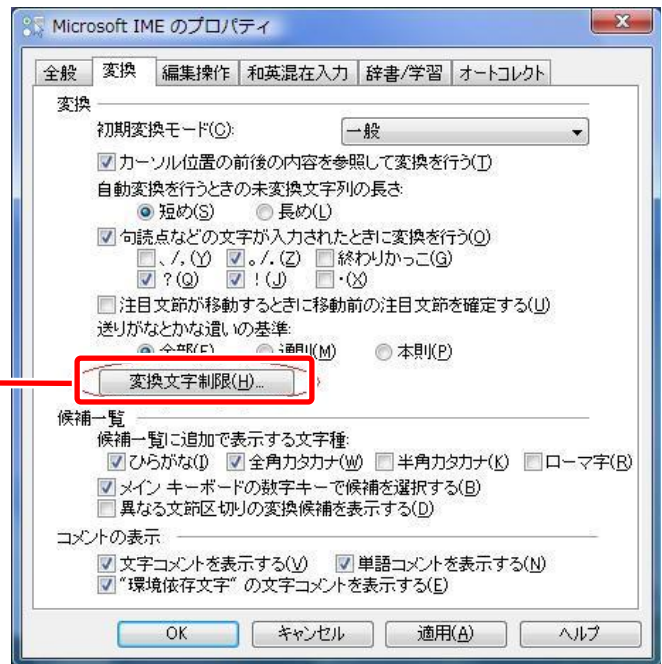 Microsoft IME のプロパティ
全般 変換 編集操作 和英混在入力 辞書/学習 オートコレクト
変換
初期変換モード(C): 一般
カーソル位置の前後の内容を参照して変換を行う(T)
自動変換を行うときの未変換文字列の長さ:
短め(S) 長め(L)
句読点などの文字が入力されたときに変換を行う(O)
、/,(Y) 。/.(Z) 終わりかっこ(G)
?(Q) !(J) ・(X)
注目文節が移動するときに移動前の注目文節を確定する(U)
送りがなとかな遣いの基準:
全部(F) 通則(M) 本則(P)
変換文字制限(H)...
候補一覧
候補一覧に追加で表示する文字種:
ひらがな(I) 全角カタカナ(W) 半角カタカナ(K) ローマ字(R)
メイン キーボードの数字キーで候補を選択する(B)
異なる文節区切りの変換候補を表示する(D)
コメントの表示
文字コメントを表示する(V) 単語コメントを表示する(N)
"環境依存文字" の文字コメントを表示する(E)
OK キャンセル 適用(A) ヘルプ